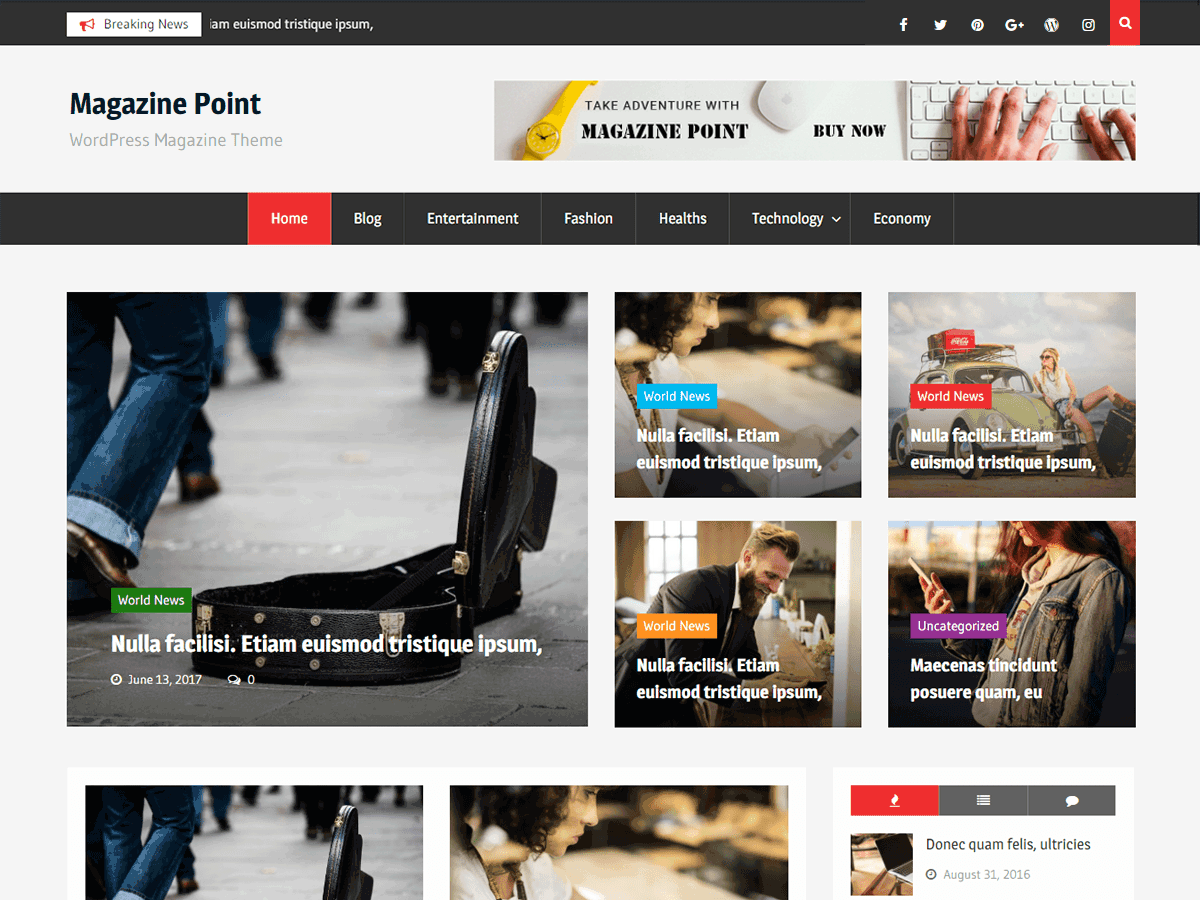 Breaking News
iam euismod tristique ipsum,
Magazine Point
WordPress Magazine Theme
TAKE ADVENTURE WITH
MAGAZINE POINT
BUY NOW
Home
Blog
Entertainment
Fashion
Healths
Technology
Economy
World News
Nulla facilisi. Etiam euismod tristique ipsum,
June 13, 2017
0
World News
Nulla facilisi. Etiam
euismod tristique ipsum,
Coca-Cola
World News
Nulla facilisi. Etiam
euismod tristique ipsum,
World News
Nulla facilisi. Etiam
euismod tristique ipsum,
Uncategorized
Maecenas tincidunt
posuere quam, eu
Donec quam felis, ultricies
August 31, 2016